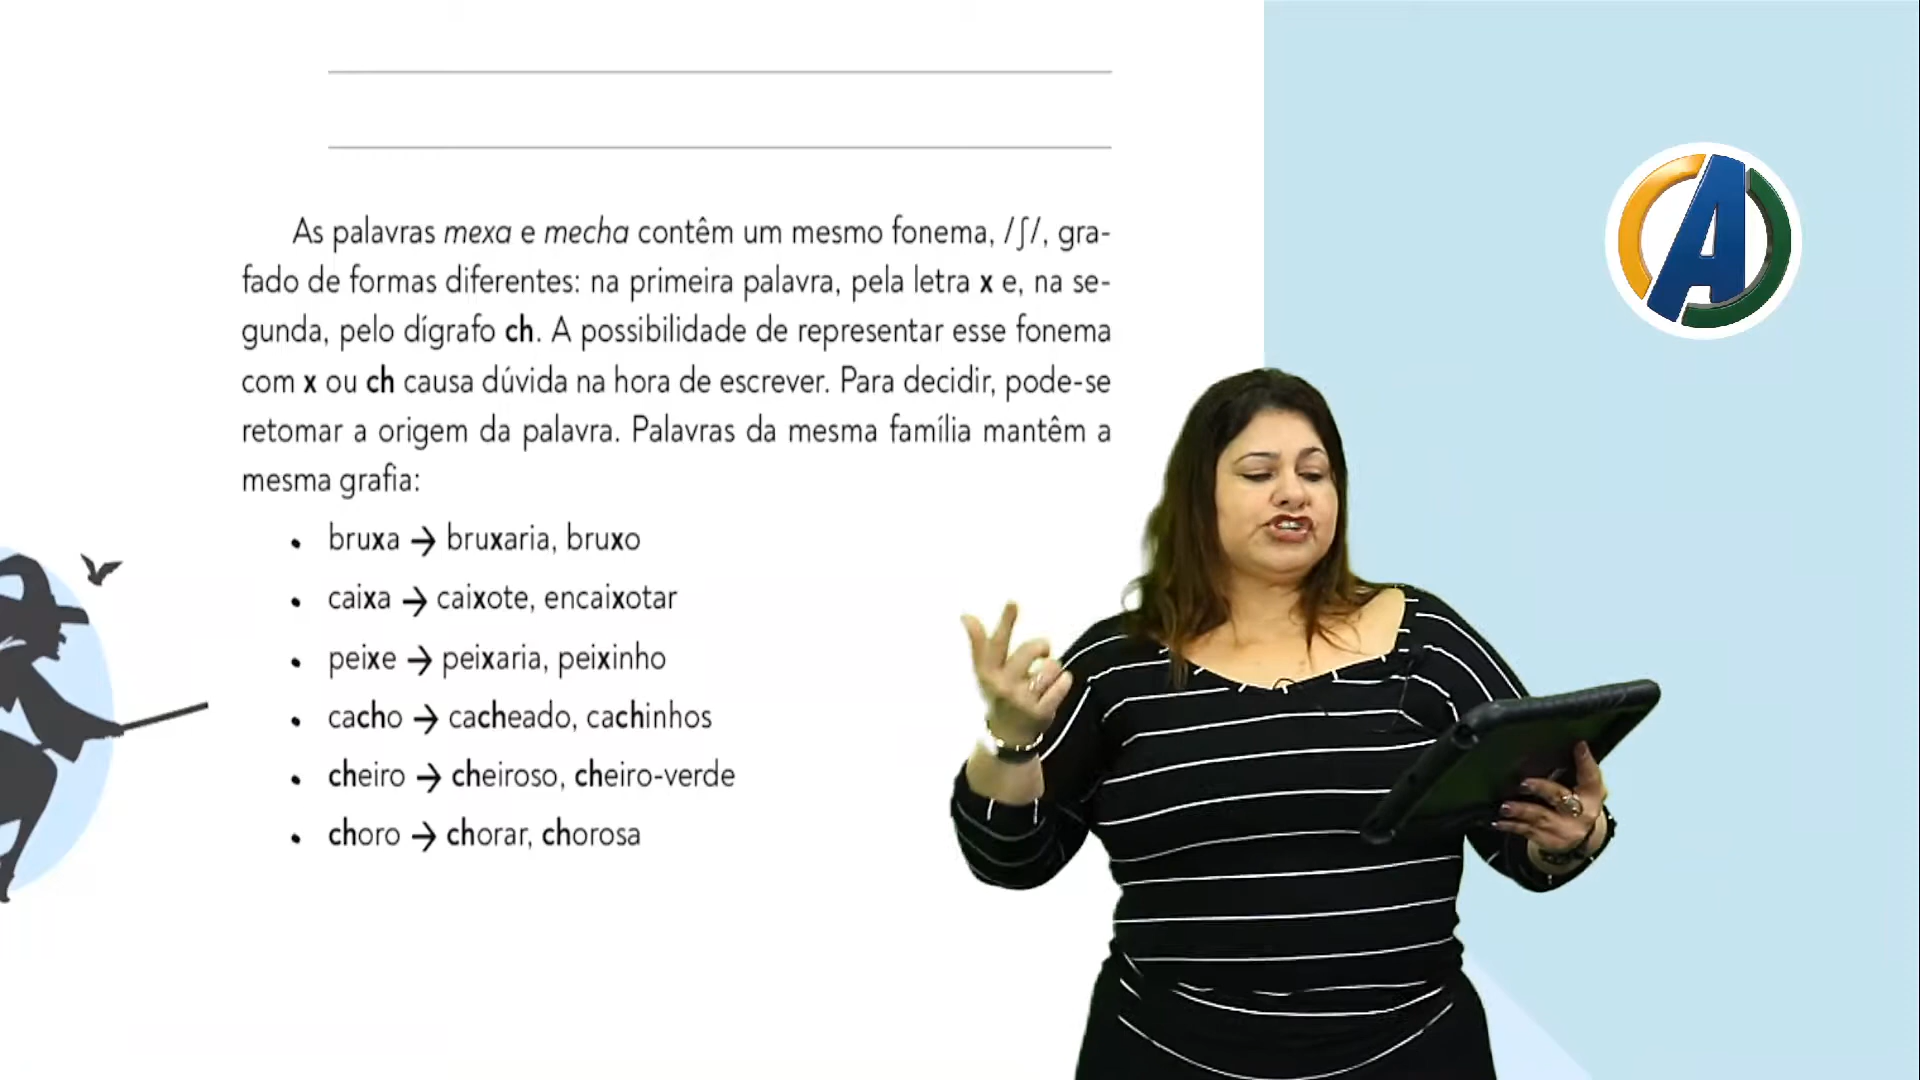 As palavras mexa e mecha contêm um mesmo fonema, /ʃ/, gra-
fado de formas diferentes: na primeira palavra, pela letra x e, na se-
gunda, pelo dígrafo ch. A possibilidade de representar esse fonema
com x ou ch causa dúvida na hora de escrever. Para decidir, pode-se
retomar a origem da palavra. Palavras da mesma família mantêm a
mesma grafia:
• bruxa → bruxaria, bruxo
• caixa → caixote, encaixotar
• peixe → peixaria, peixinho
• cacho → cacheado, cachinhos
• cheiro → cheiroso, cheiro-verde
• choro → chorar, chorosa
A